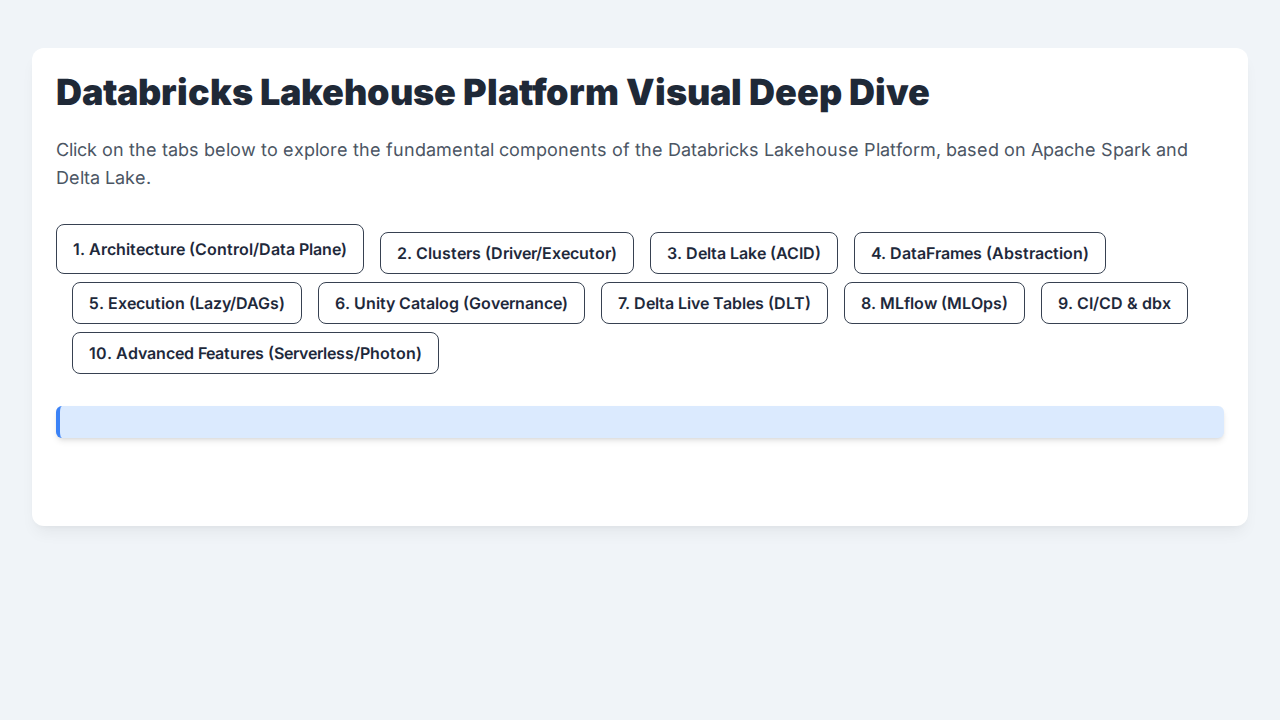 Databricks Lakehouse Platform Visual Deep Dive
Click on the tabs below to explore the fundamental components of the Databricks Lakehouse Platform, based on Apache Spark and
Delta Lake.
1. Architecture (Control/Data Plane)
2. Clusters (Driver/Executor)
3. Delta Lake (ACID)
4. DataFrames (Abstraction)
5. Execution (Lazy/DAGs)
6. Unity Catalog (Governance)
7. Delta Live Tables (DLT)
8. MLflow (MLOps)
9. CI/CD & dbx
10. Advanced Features (Serverless/Photon)